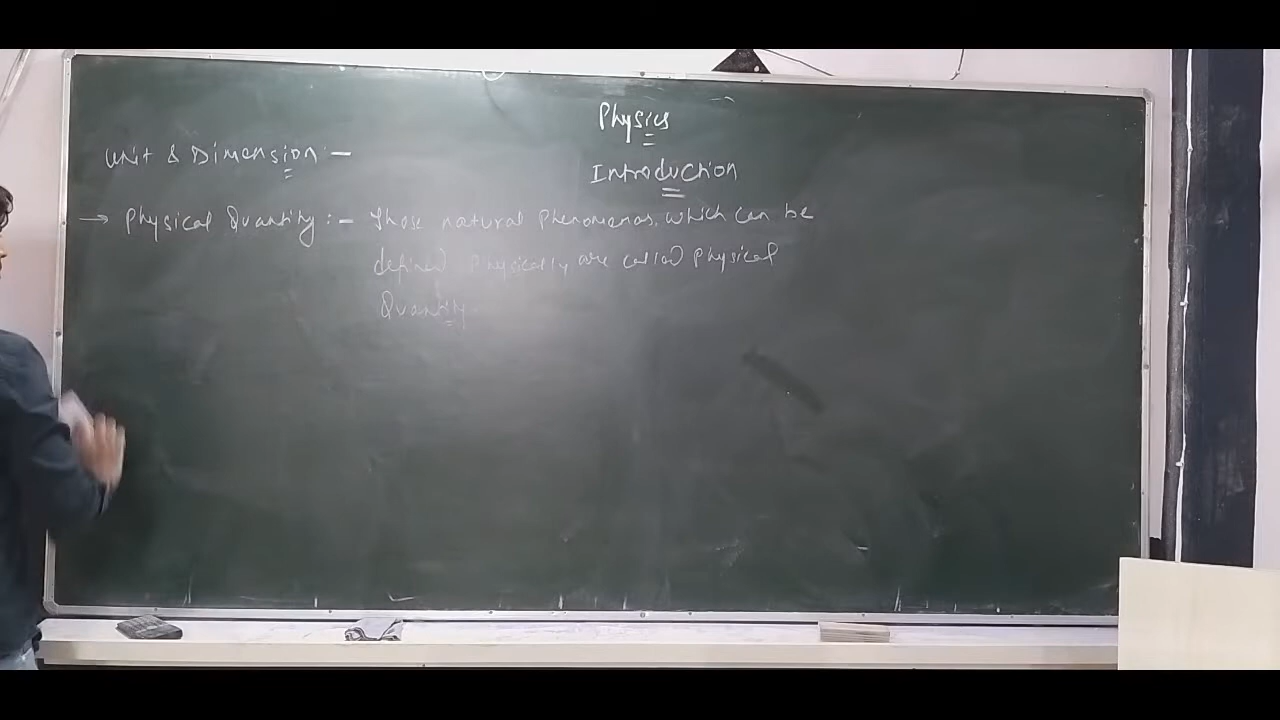 Physics
Introduction
Unit & Dimension :-
→ Physical Quantity :- Those natural phenomenas, which can be
defined physically are called physical
Quantity.